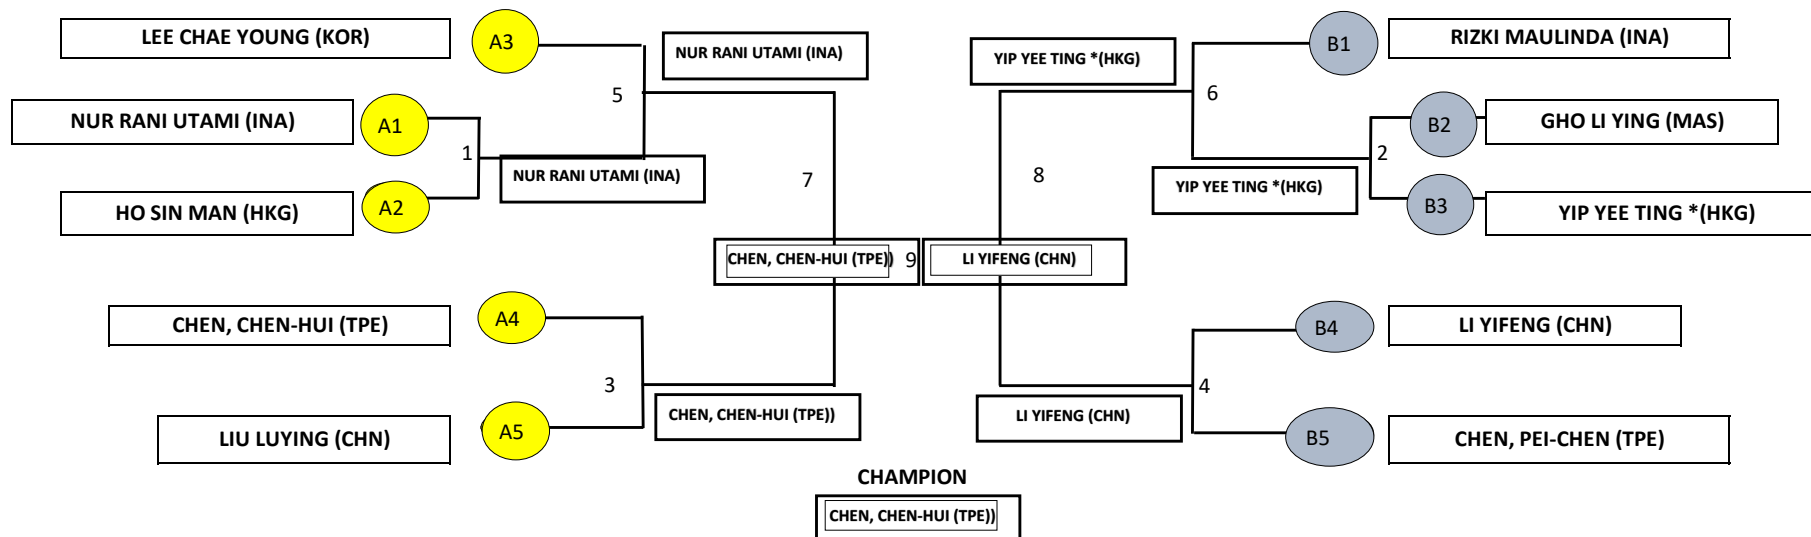 LEE CHAE YOUNG (KOR)
A3
NUR RANI UTAMI (INA)
YIP YEE TING *(HKG)
B1
RIZKI MAULINDA (INA)
5
6
NUR RANI UTAMI (INA)
A1
B2
GHO LI YING (MAS)
1
NUR RANI UTAMI (INA)
7
8
YIP YEE TING *(HKG)
2
HO SIN MAN (HKG)
A2
B3
YIP YEE TING *(HKG)
CHEN, CHEN-HUI (TPE))
9
LI YIFENG (CHN)
CHEN, CHEN-HUI (TPE)
A4
B4
LI YIFENG (CHN)
3
4
CHEN, CHEN-HUI (TPE))
LI YIFENG (CHN)
LIU LUYING (CHN)
A5
B5
CHEN, PEI-CHEN (TPE)
CHAMPION
CHEN, CHEN-HUI (TPE))